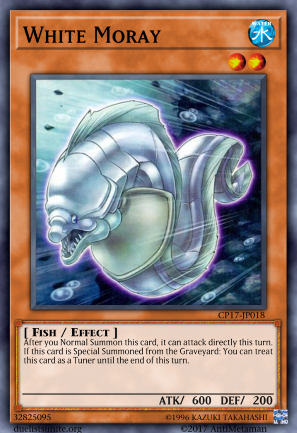 White Moray
WATER
水
CP17-JP018
[ Fish / Effect ]
After you Normal Summon this card, it can attack directly this turn.
If this card is Special Summoned from the Graveyard: You can treat
this card as a Tuner until the end of this turn.
ATK/ 600 DEF/ 200
32825095
©1996 KAZUKI TAKAHASHI
©2017 AntiMetaman